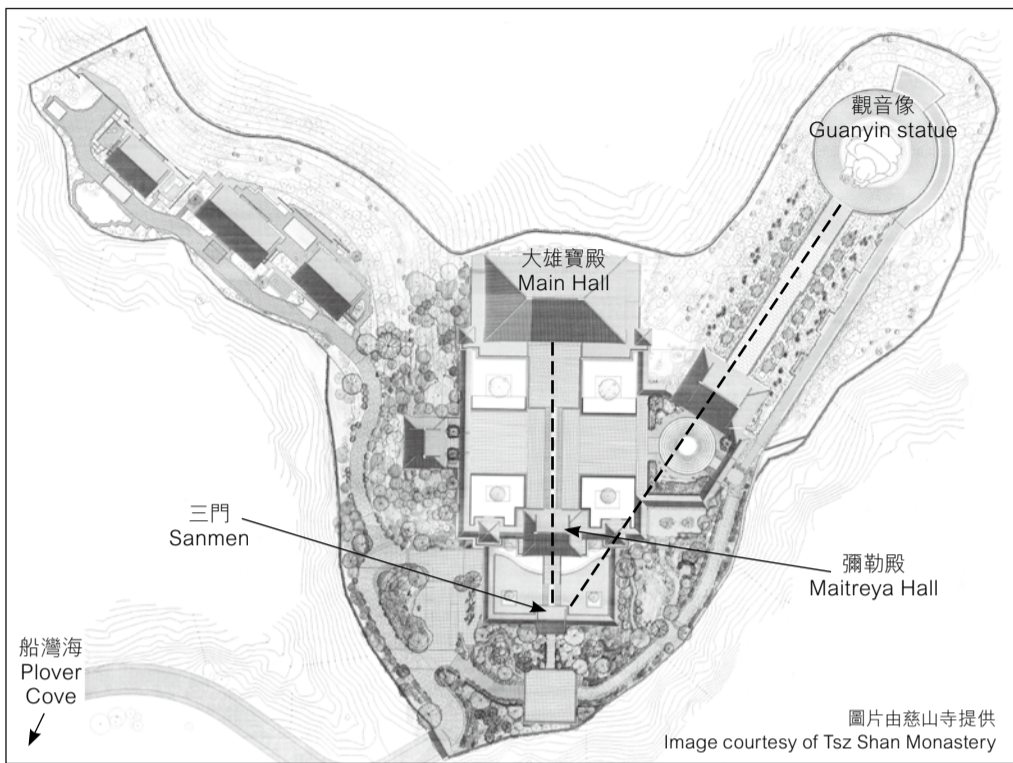 觀音像
Guanyin statue
大雄寶殿
Main Hall
三門
Sanmen
彌勒殿
Maitreya Hall
船灣海
Plover
Cove
圖片由慈山寺提供
Image courtesy of Tsz Shan Monastery